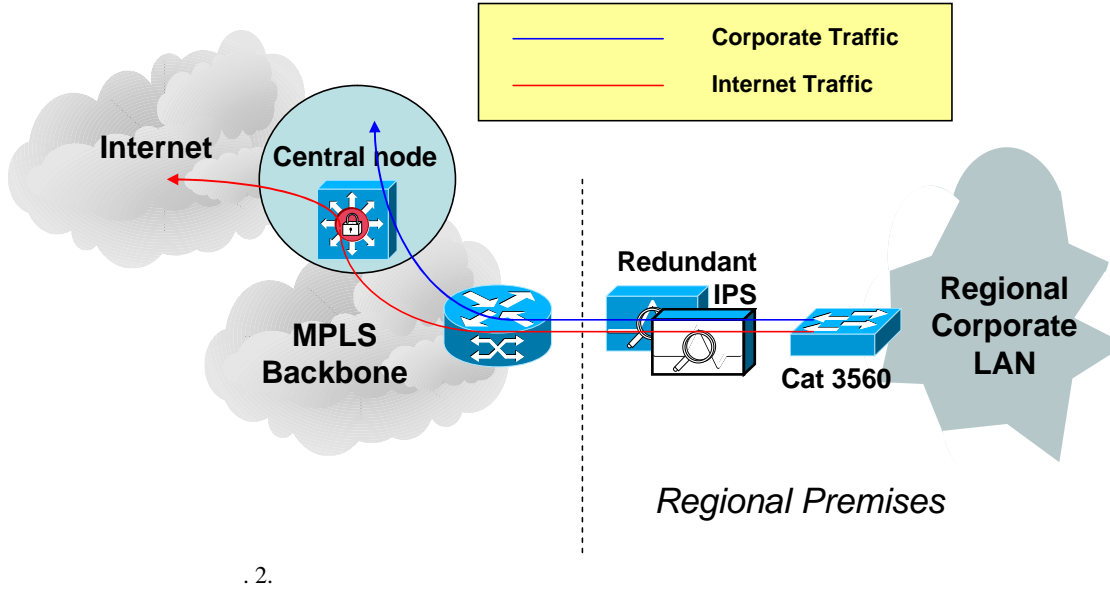 Corporate Traffic
Internet Traffic
Internet
Central node
Redundant
IPS
MPLS
Backbone
Cat 3560
Regional
Corporate
LAN
Regional Premises
. 2.